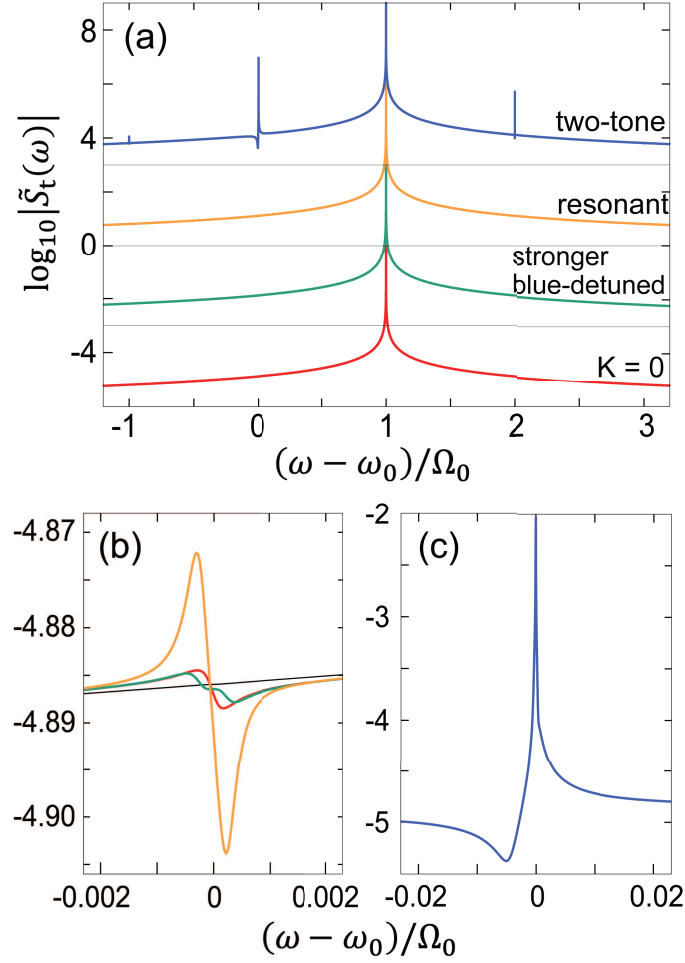 (a)
8
4
0
-4
log₁₀|S̃ₜ(ω)|
two-tone
resonant
stronger
blue-detuned
K = 0
-1 0 1 2 3
(ω − ω₀)/Ω₀
(b)
-4.87
-4.88
-4.89
-4.90
-0.002 0 0.002
(c)
-2
-3
-4
-5
-0.02 0 0.02
(ω − ω₀)/Ω₀